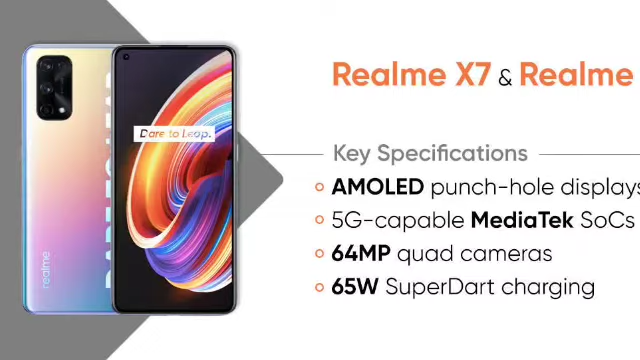 Realme X7 & Realme
Key Specifications
AMOLED punch-hole displays
5G-capable MediaTek SoCs
64MP quad cameras
65W SuperDart charging
Dare to Leap.
realme